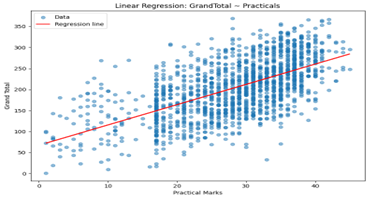 Linear Regression: GrandTotal ~ Practicals
Data
Regression line
Grand Total
350
300
250
200
150
100
50
0
0
10
20
30
40
Practical Marks